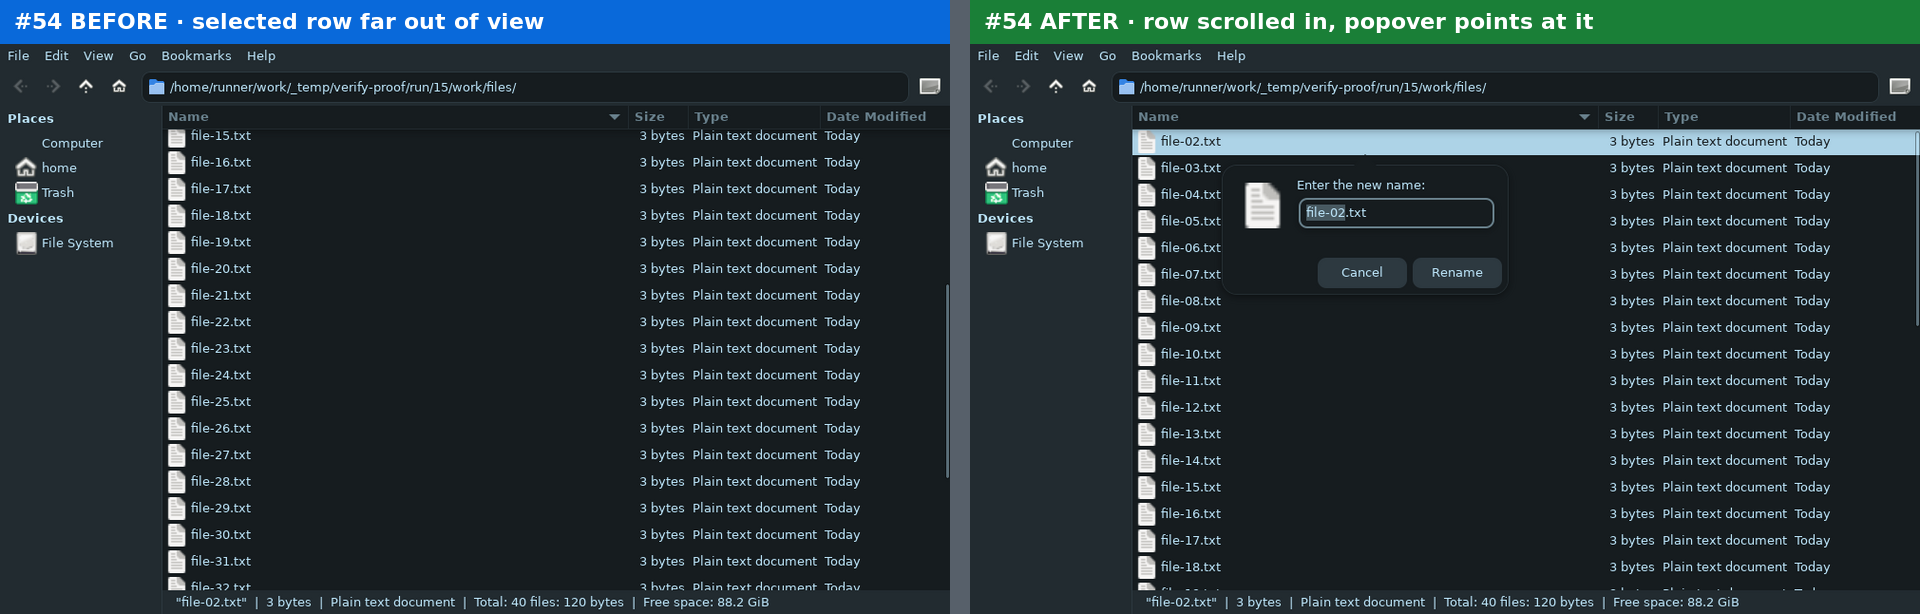 #54 BEFORE · selected row far out of view
File Edit View Go Bookmarks Help
/home/runner/work/_temp/verify-proof/run/15/work/files/
Places
Computer
home
Trash
Devices
File System
Name Size Type Date Modified
file-15.txt 3 bytes Plain text document Today
file-16.txt 3 bytes Plain text document Today
file-17.txt 3 bytes Plain text document Today
file-18.txt 3 bytes Plain text document Today
file-19.txt 3 bytes Plain text document Today
file-20.txt 3 bytes Plain text document Today
file-21.txt 3 bytes Plain text document Today
file-22.txt 3 bytes Plain text document Today
file-23.txt 3 bytes Plain text document Today
file-24.txt 3 bytes Plain text document Today
file-25.txt 3 bytes Plain text document Today
file-26.txt 3 bytes Plain text document Today
file-27.txt 3 bytes Plain text document Today
file-28.txt 3 bytes Plain text document Today
file-29.txt 3 bytes Plain text document Today
file-30.txt 3 bytes Plain text document Today
file-31.txt 3 bytes Plain text document Today
file-32.txt 3 bytes Plain text document Today
"file-02.txt" | 3 bytes | Plain text document | Total: 40 files: 120 bytes | Free space: 88.2 GiB
#54 AFTER · row scrolled in, popover points at it
File Edit View Go Bookmarks Help
/home/runner/work/_temp/verify-proof/run/15/work/files/
Places
Computer
home
Trash
Devices
File System
Name Size Type Date Modified
file-02.txt 3 bytes Plain text document Today
file-03.txt 3 bytes Plain text document Today
file-04.txt 3 bytes Plain text document Today
file-05.txt 3 bytes Plain text document Today
file-06.txt 3 bytes Plain text document Today
file-07.txt 3 bytes Plain text document Today
file-08.txt 3 bytes Plain text document Today
file-09.txt 3 bytes Plain text document Today
file-10.txt 3 bytes Plain text document Today
file-11.txt 3 bytes Plain text document Today
file-12.txt 3 bytes Plain text document Today
file-13.txt 3 bytes Plain text document Today
file-14.txt 3 bytes Plain text document Today
file-15.txt 3 bytes Plain text document Today
file-16.txt 3 bytes Plain text document Today
file-17.txt 3 bytes Plain text document Today
file-18.txt 3 bytes Plain text document Today
Enter the new name:
file-02.txt
Cancel Rename
"file-02.txt" | 3 bytes | Plain text document | Total: 40 files: 120 bytes | Free space: 88.2 GiB